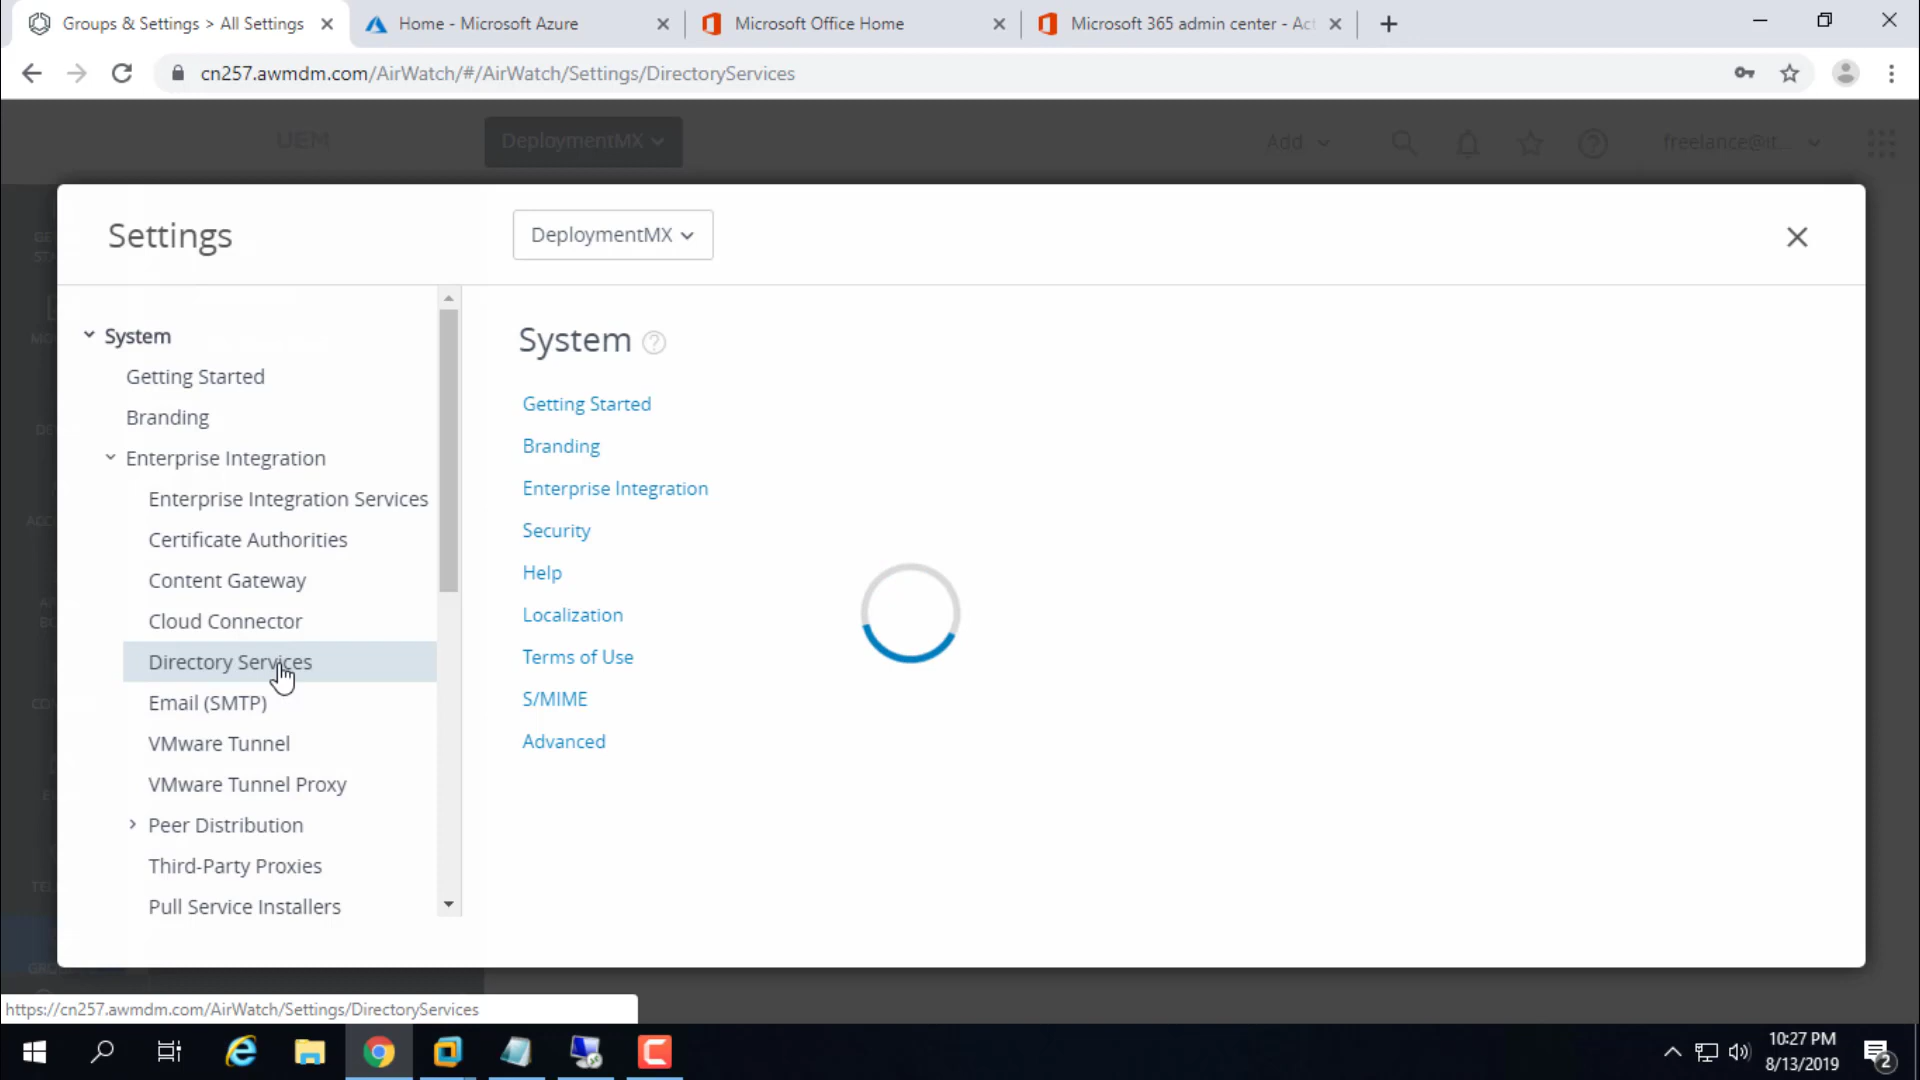 Groups & Settings > All Settings
Home - Microsoft Azure
Microsoft Office Home
Microsoft 365 admin center - Act
cn257.awmdm.com/AirWatch/#/AirWatch/Settings/DirectoryServices
UEM
DeploymentMX
Add
freelance@it...
Settings
DeploymentMX
System
Getting Started
Branding
Enterprise Integration
Enterprise Integration Services
Certificate Authorities
Content Gateway
Cloud Connector
Directory Services
Email (SMTP)
VMware Tunnel
VMware Tunnel Proxy
Peer Distribution
Third-Party Proxies
Pull Service Installers
System
Getting Started
Branding
Enterprise Integration
Security
Help
Localization
Terms of Use
S/MIME
Advanced
https://cn257.awmdm.com/AirWatch/Settings/DirectoryServices
10:27 PM
8/13/2019
2